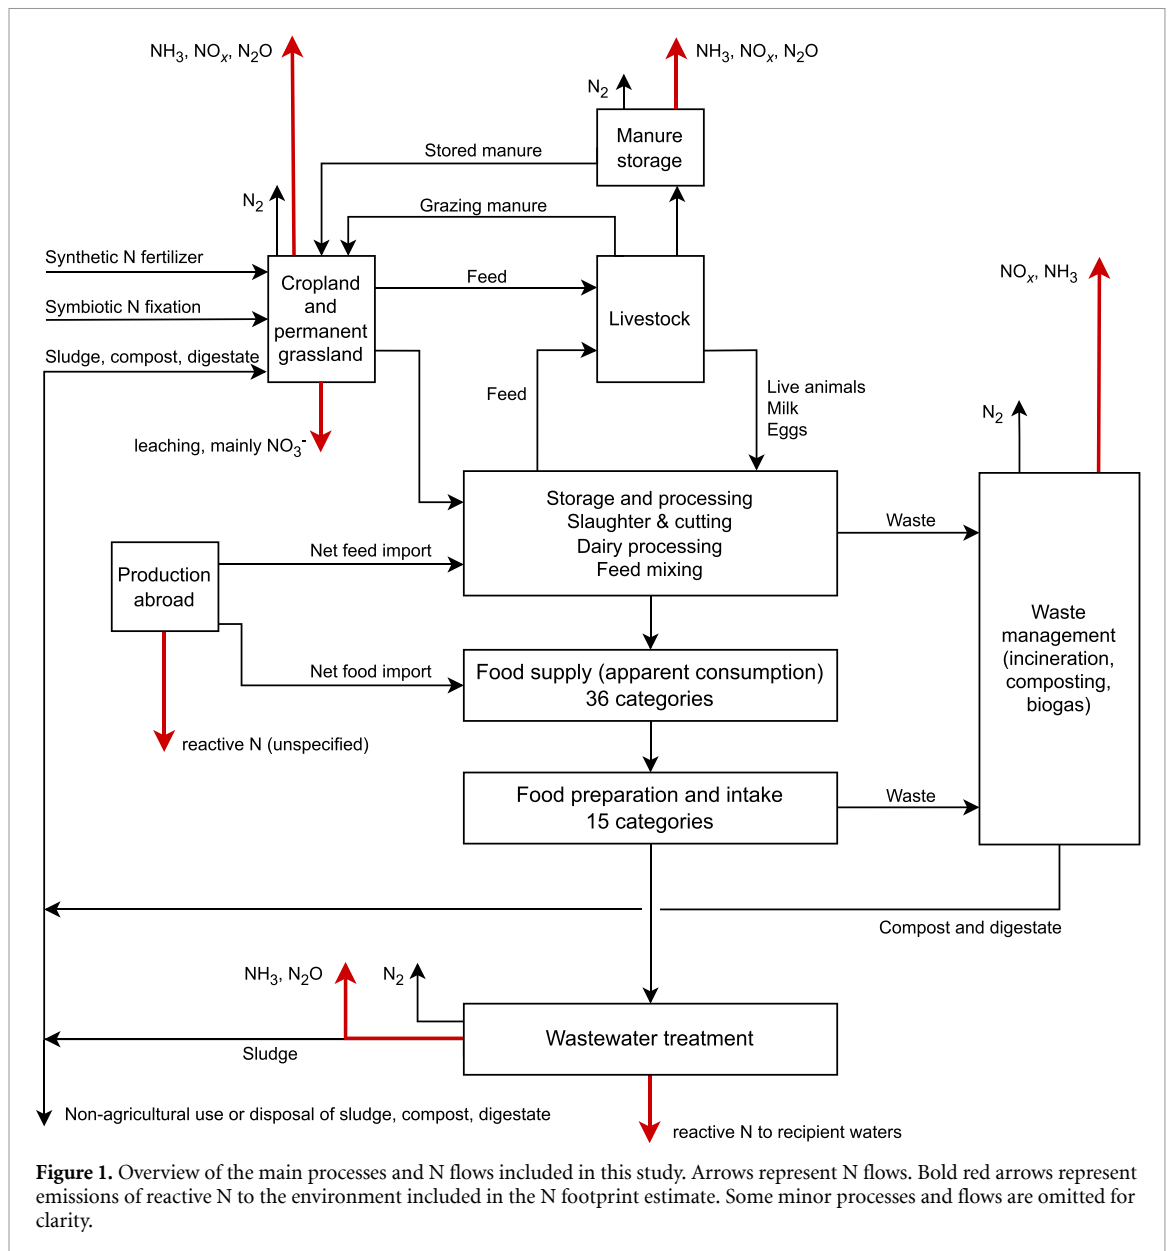 NH3, NOx, N2O
NH3, NOx, N2O
N2
Manure
storage
Stored manure
N2
Grazing manure
Synthetic N fertilizer
Cropland
and
permanent
grassland
Feed
Livestock
NOx, NH3
Symbiotic N fixation
Sludge, compost, digestate
Feed
Live animals
Milk
Eggs
N2
leaching, mainly NO3-
Storage and processing
Slaughter & cutting
Dairy processing
Feed mixing
Waste
Net feed import
Production
abroad
Waste
management
(incineration,
composting,
biogas)
Net food import
Food supply (apparent consumption)
36 categories
reactive N (unspecified)
Food preparation and intake
15 categories
Waste
Compost and digestate
NH3, N2O
N2
Wastewater treatment
Sludge
Non-agricultural use or disposal of sludge, compost, digestate
reactive N to recipient waters
Figure 1. Overview of the main processes and N flows included in this study. Arrows represent N flows. Bold red arrows represent
emissions of reactive N to the environment included in the N footprint estimate. Some minor processes and flows are omitted for
clarity.